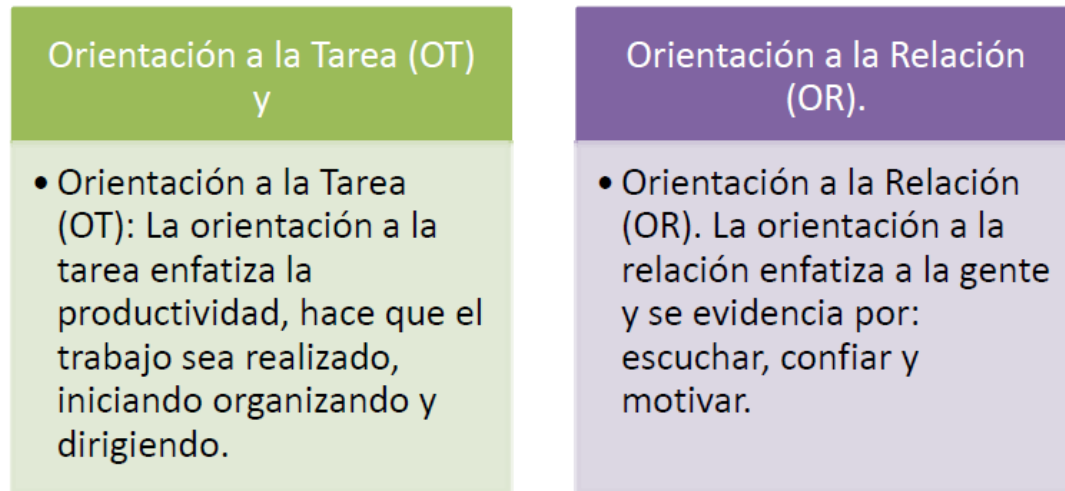 Orientación a la Tarea (OT)
y
• Orientación a la Tarea
(OT): La orientación a la
tarea enfatiza la
productividad, hace que el
trabajo sea realizado,
iniciando organizando y
dirigiendo.
Orientación a la Relación
(OR).
• Orientación a la Relación
(OR). La orientación a la
relación enfatiza a la gente
y se evidencia por:
escuchar, confiar y
motivar.